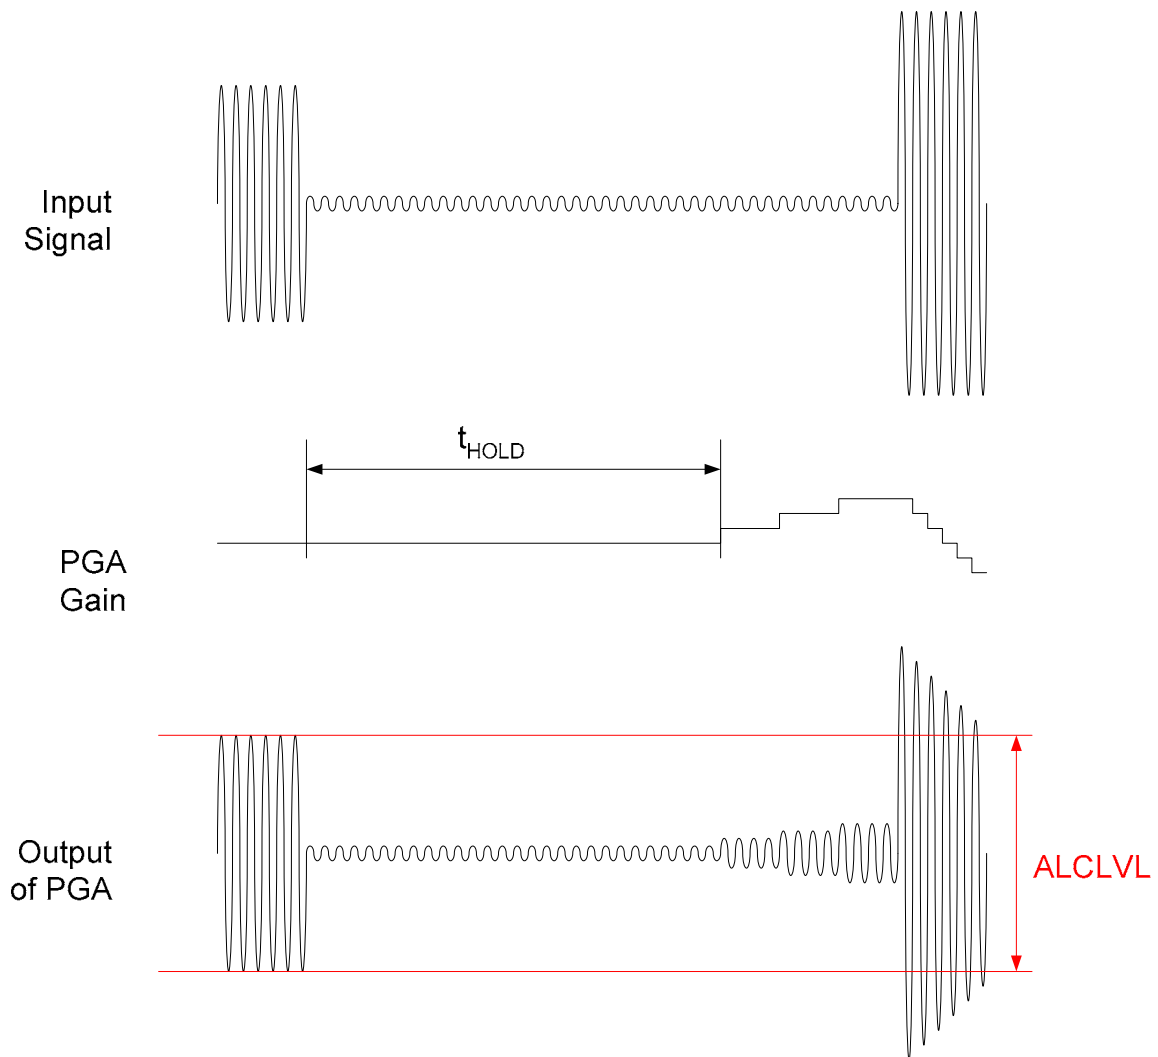 Input
Signal
tHOLD
PGA
Gain
Output
of PGA
ALCLVL